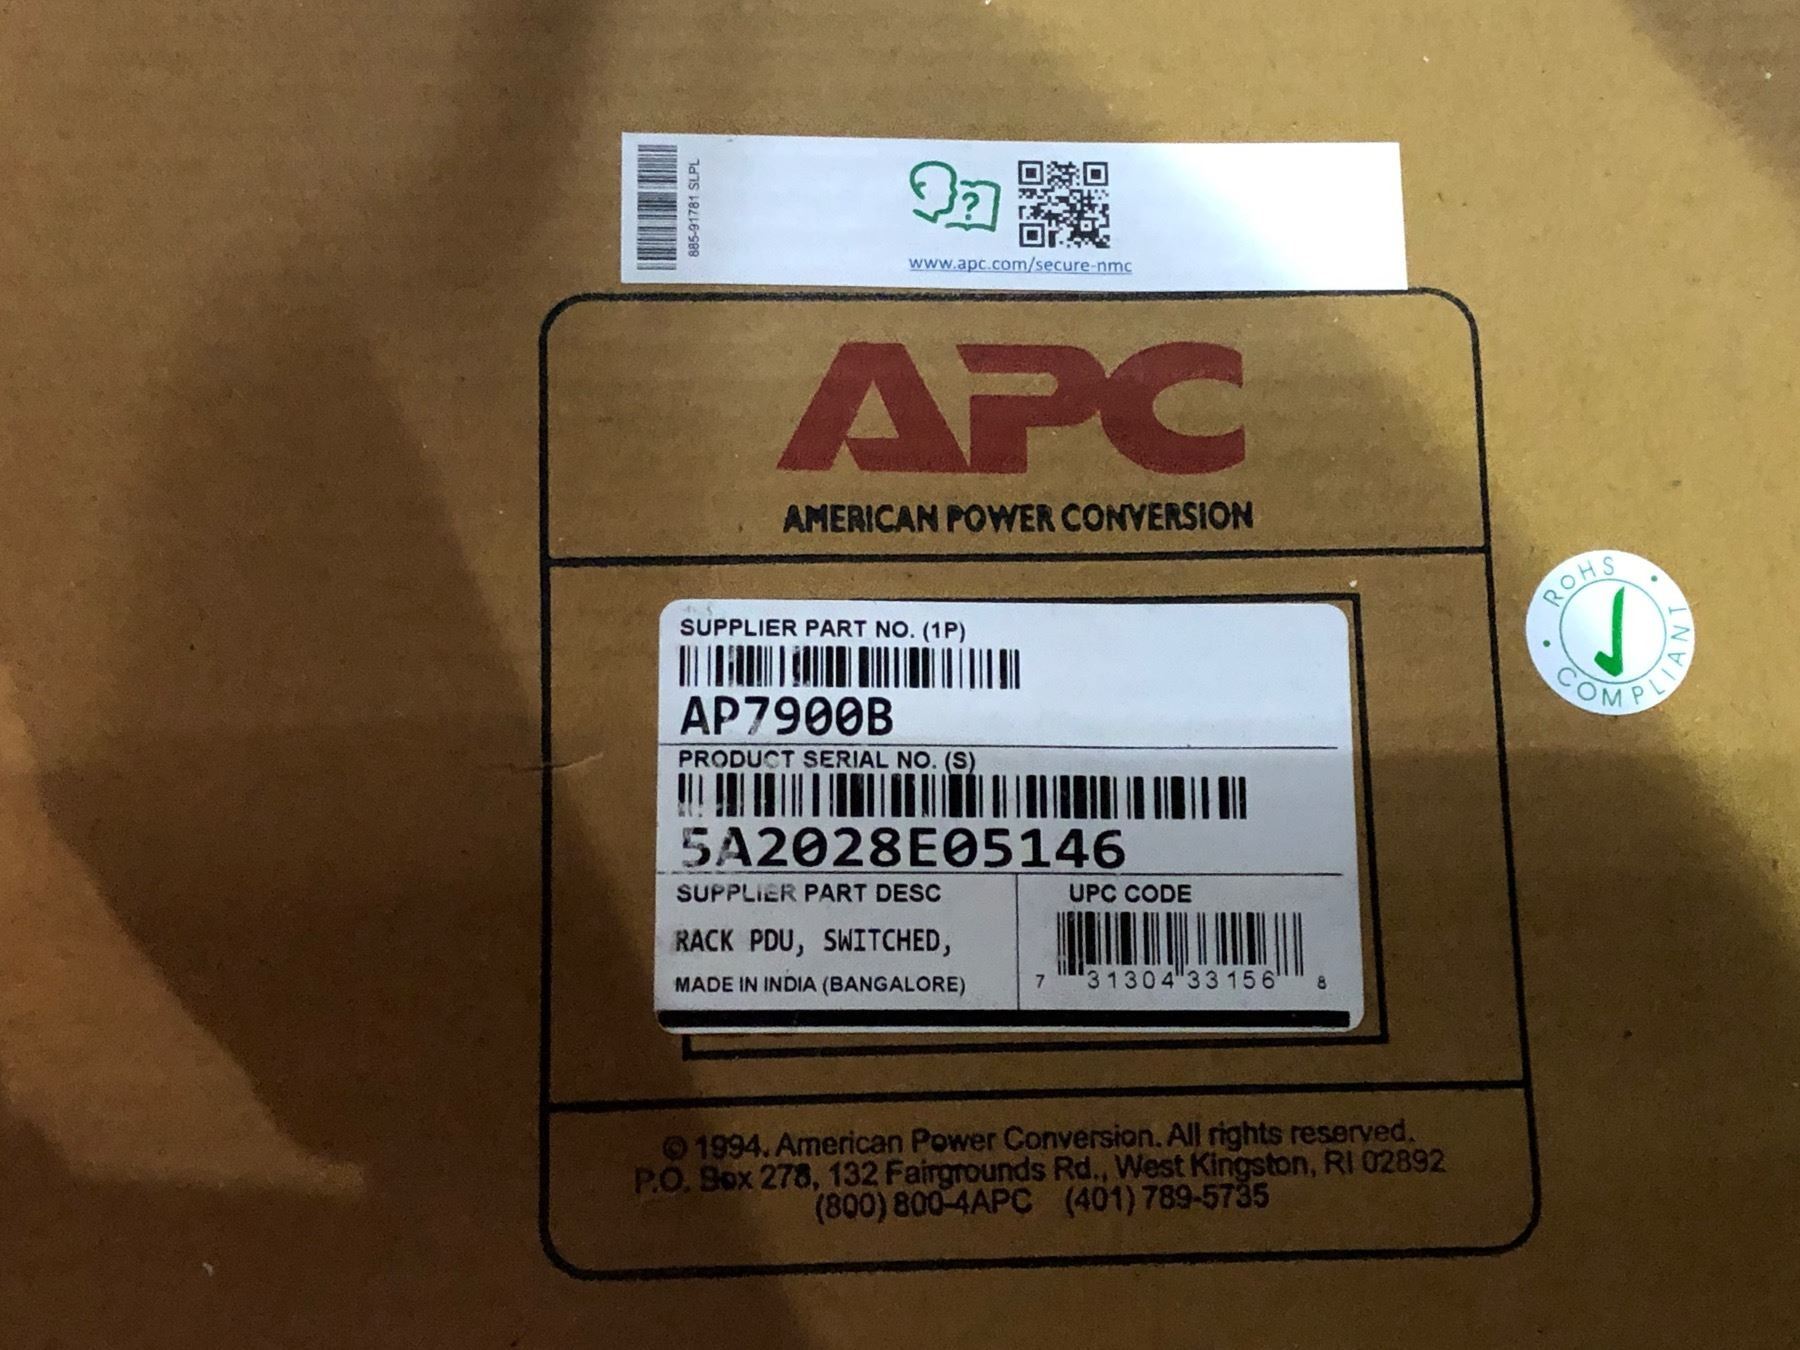 885-91781 SLPL
?
www.apc.com/secure-nmc
APC
AMERICAN POWER CONVERSION
ROHS
COMPLIANT
SUPPLIER PART NO. (1P)
AP7900B
PRODUCT SERIAL NO. (S)
5A2028E05146
SUPPLIER PART DESC
RACK PDU, SWITCHED,
MADE IN INDIA (BANGALORE)
UPC CODE
7 31304 33156 8
© 1994. American Power Conversion. All rights reserved.
P.O. Box 278, 132 Fairgrounds Rd., West Kingston, RI 02892
(800) 800-4APC (401) 789-5735